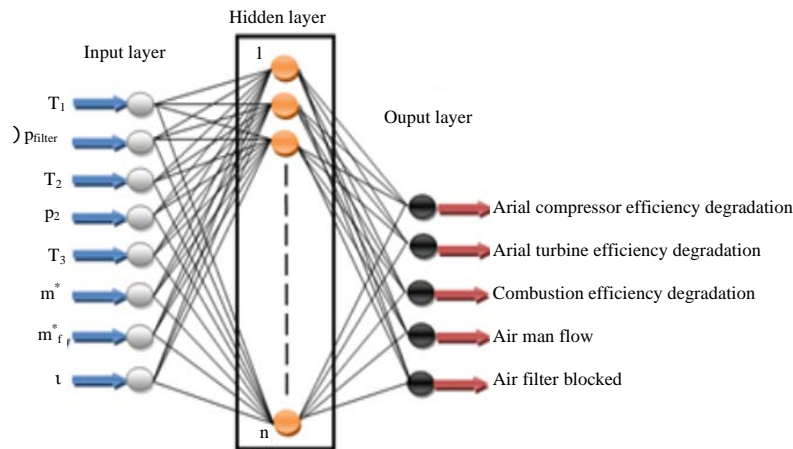 Hidden layer
Input layer
Ouput layer
1
T1
) pfilter
T2
p2
T3
m*
m*f
ι
n
Arial compressor efficiency degradation
Arial turbine efficiency degradation
Combustion efficiency degradation
Air man flow
Air filter blocked